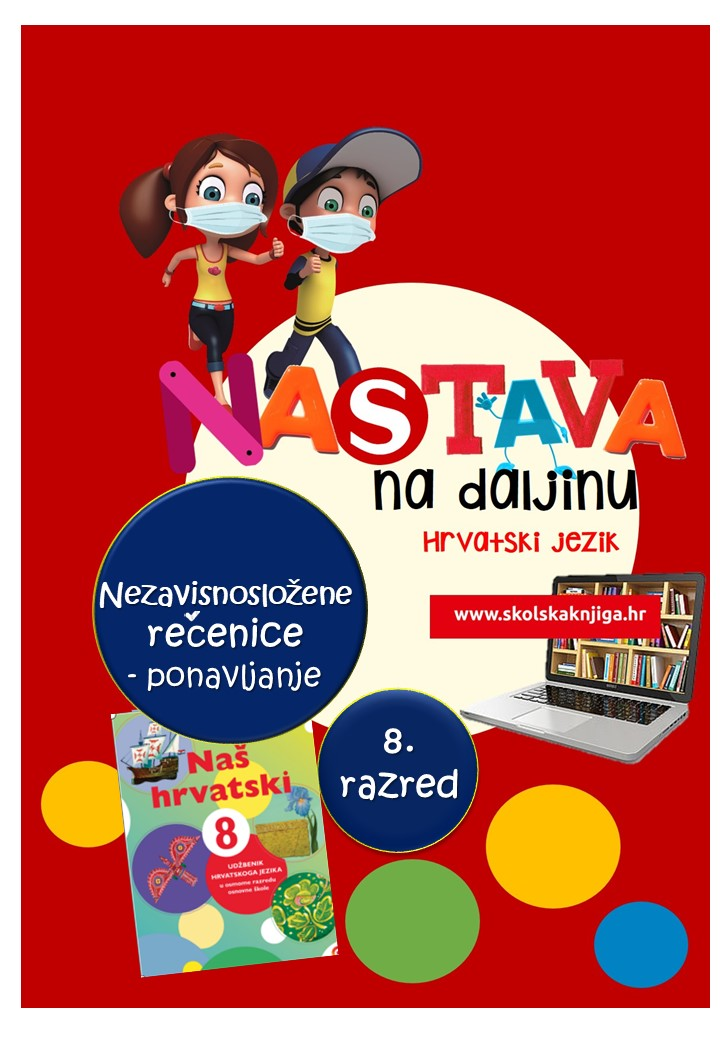 NASTAVA
na daljinu
Hrvatski jezik
www.skolskaknjiga.hr
Nezavisnosložene
rečenice
- ponavljanje
8.
razred
Naš
hrvatski
8
UDŽBENIK
HRVATSKOGA JEZIKA
u osmome razredu
osnovne škole